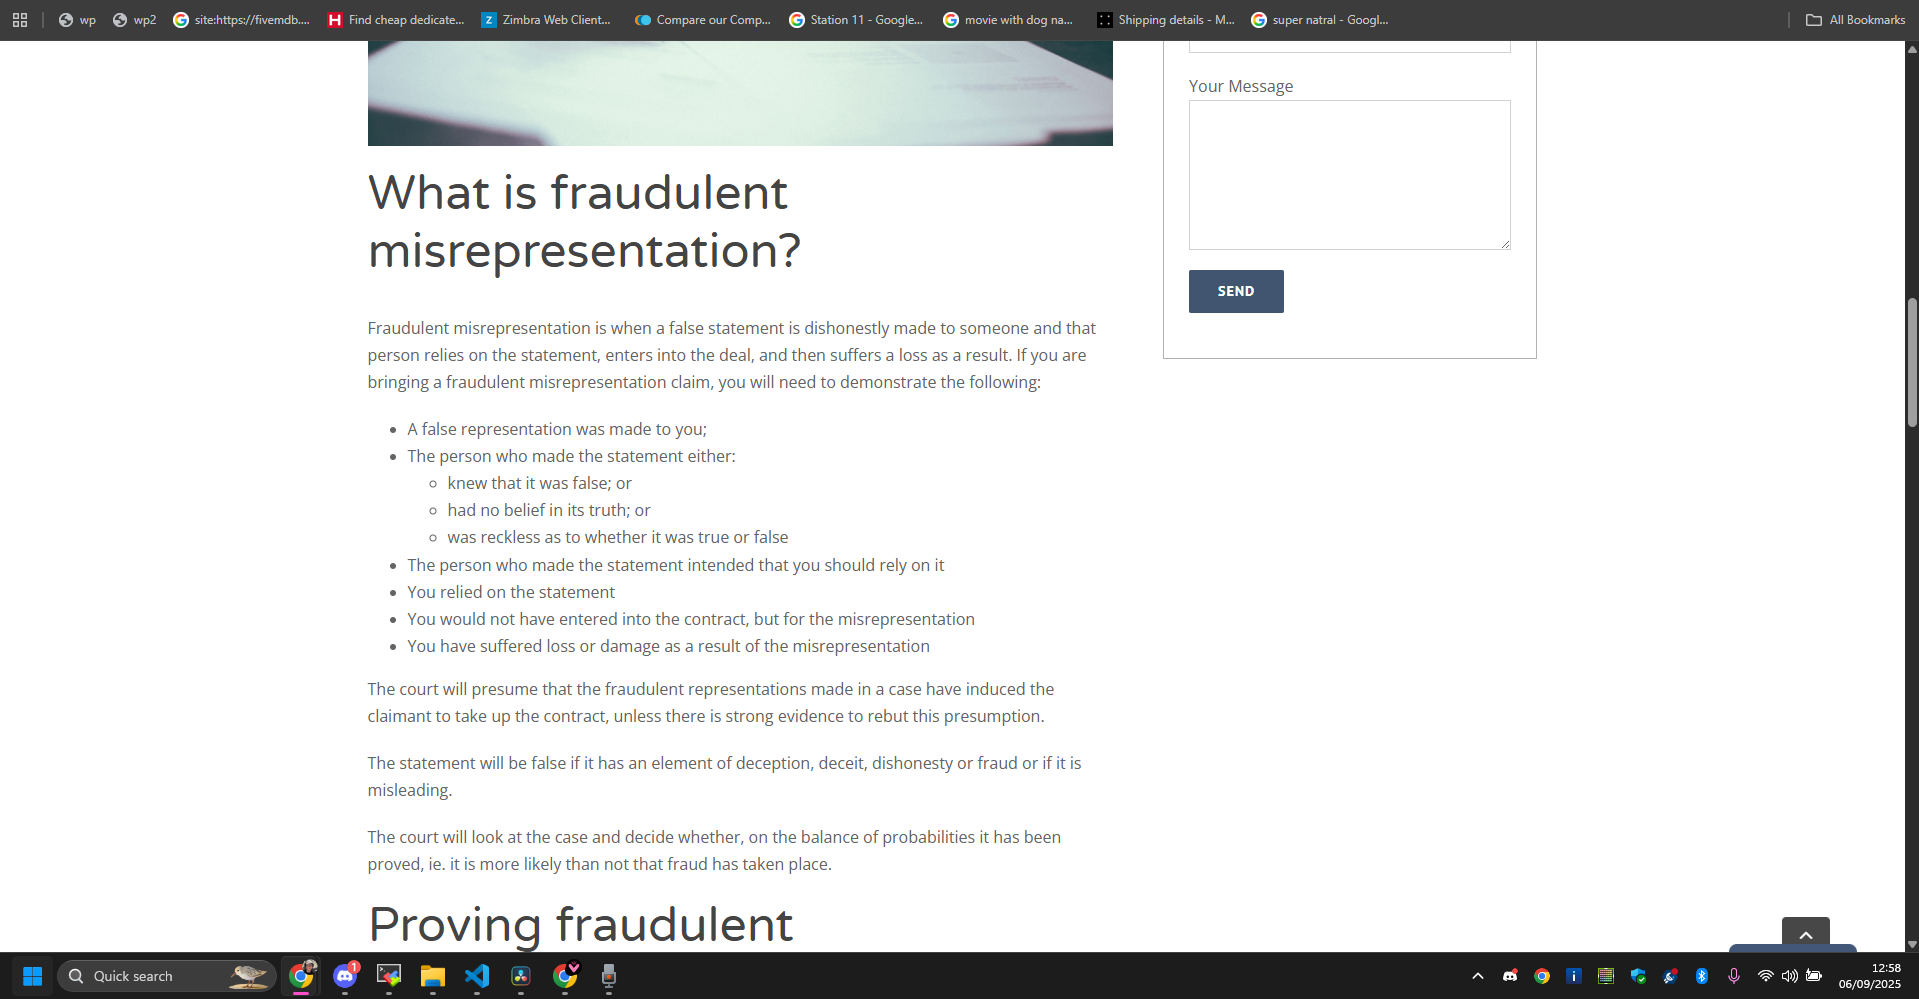 wp
wp2
site:https://fivemdb....
Find cheap dedicate...
Zimbra Web Client...
Compare our Comp...
Station 11 - Google...
movie with dog na...
Shipping details - M...
super natral - Googl...
All Bookmarks
Your Message
SEND
What is fraudulent
misrepresentation?
Fraudulent misrepresentation is when a false statement is dishonestly made to someone and that
person relies on the statement, enters into the deal, and then suffers a loss as a result. If you are
bringing a fraudulent misrepresentation claim, you will need to demonstrate the following:
A false representation was made to you;
The person who made the statement either:
knew that it was false; or
had no belief in its truth; or
was reckless as to whether it was true or false
The person who made the statement intended that you should rely on it
You relied on the statement
You would not have entered into the contract, but for the misrepresentation
You have suffered loss or damage as a result of the misrepresentation
The court will presume that the fraudulent representations made in a case have induced the
claimant to take up the contract, unless there is strong evidence to rebut this presumption.
The statement will be false if it has an element of deception, deceit, dishonesty or fraud or if it is
misleading.
The court will look at the case and decide whether, on the balance of probabilities it has been
proved, ie. it is more likely than not that fraud has taken place.
Proving fraudulent
Quick search
1
12:58
06/09/2025